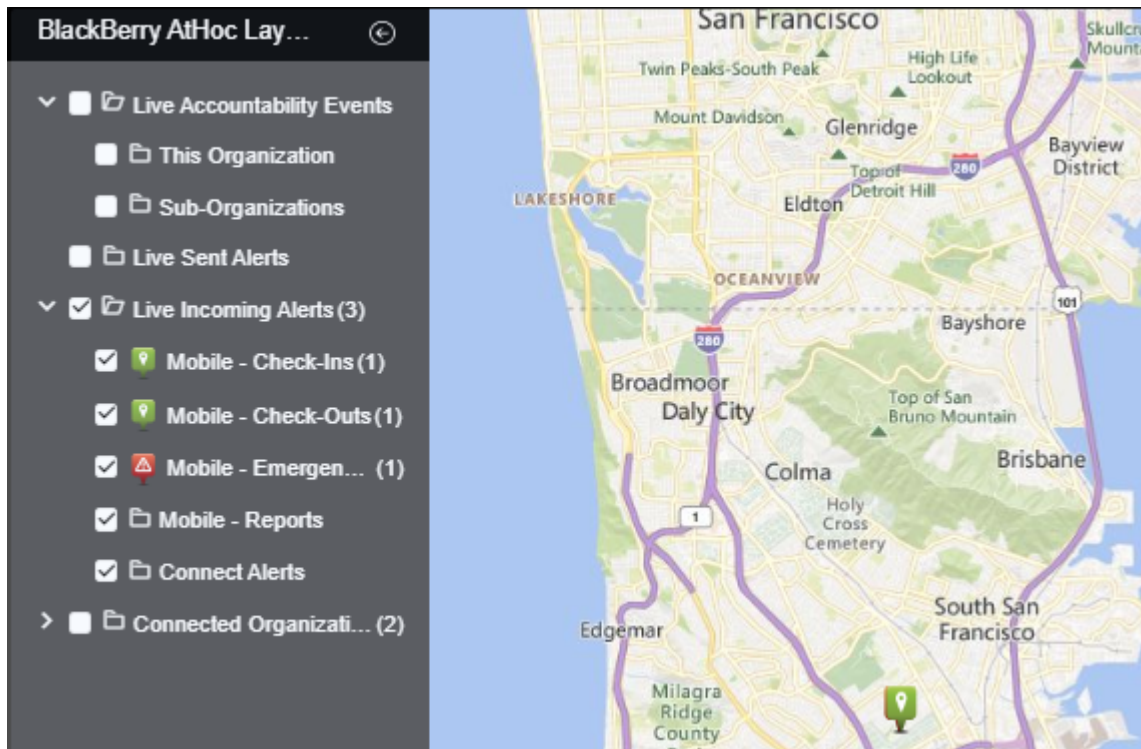 BlackBerry AtHoc Lay...
Live Accountability Events
This Organization
Sub-Organizations
Live Sent Alerts
Live Incoming Alerts (3)
Mobile - Check-Ins (1)
Mobile - Check-Outs (1)
Mobile - Emergen... (1)
Mobile - Reports
Connect Alerts
Connected Organizati... (2)
San Francisco
Twin Peaks-South Peak
High Life
Lookout
Mount Davidson
Glenridge
Bayview
District
Top of
Detroit Hill
280
LAKESHORE
Eldton
OCEANVIEW
101
Bayshore
280
Broadmoor
Daly City
Top of San
Bruno Mountain
Brisbane
Colma
Holy
Cross
Cemetery
1
South San
Francisco
Edgemar
Milagra
Ridge
County